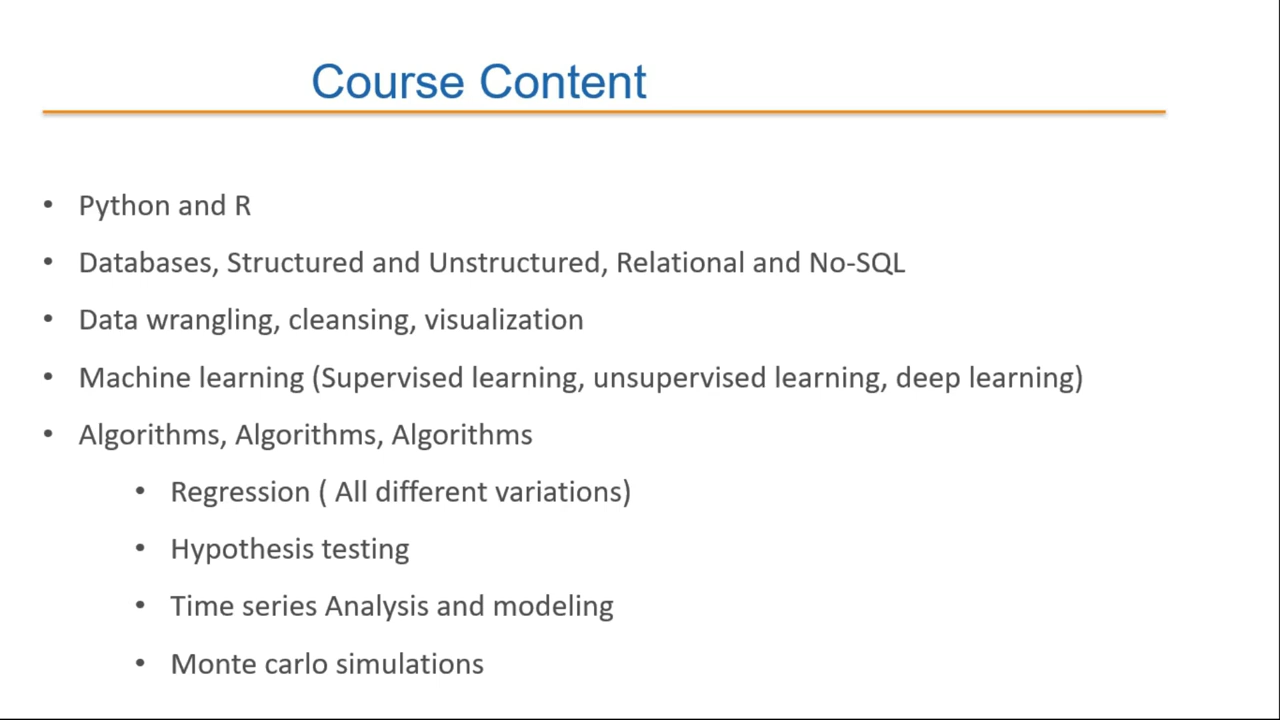 Course Content
• Python and R
• Databases, Structured and Unstructured, Relational and No-SQL
• Data wrangling, cleansing, visualization
• Machine learning (Supervised learning, unsupervised learning, deep learning)
• Algorithms, Algorithms, Algorithms
• Regression ( All different variations)
• Hypothesis testing
• Time series Analysis and modeling
• Monte carlo simulations